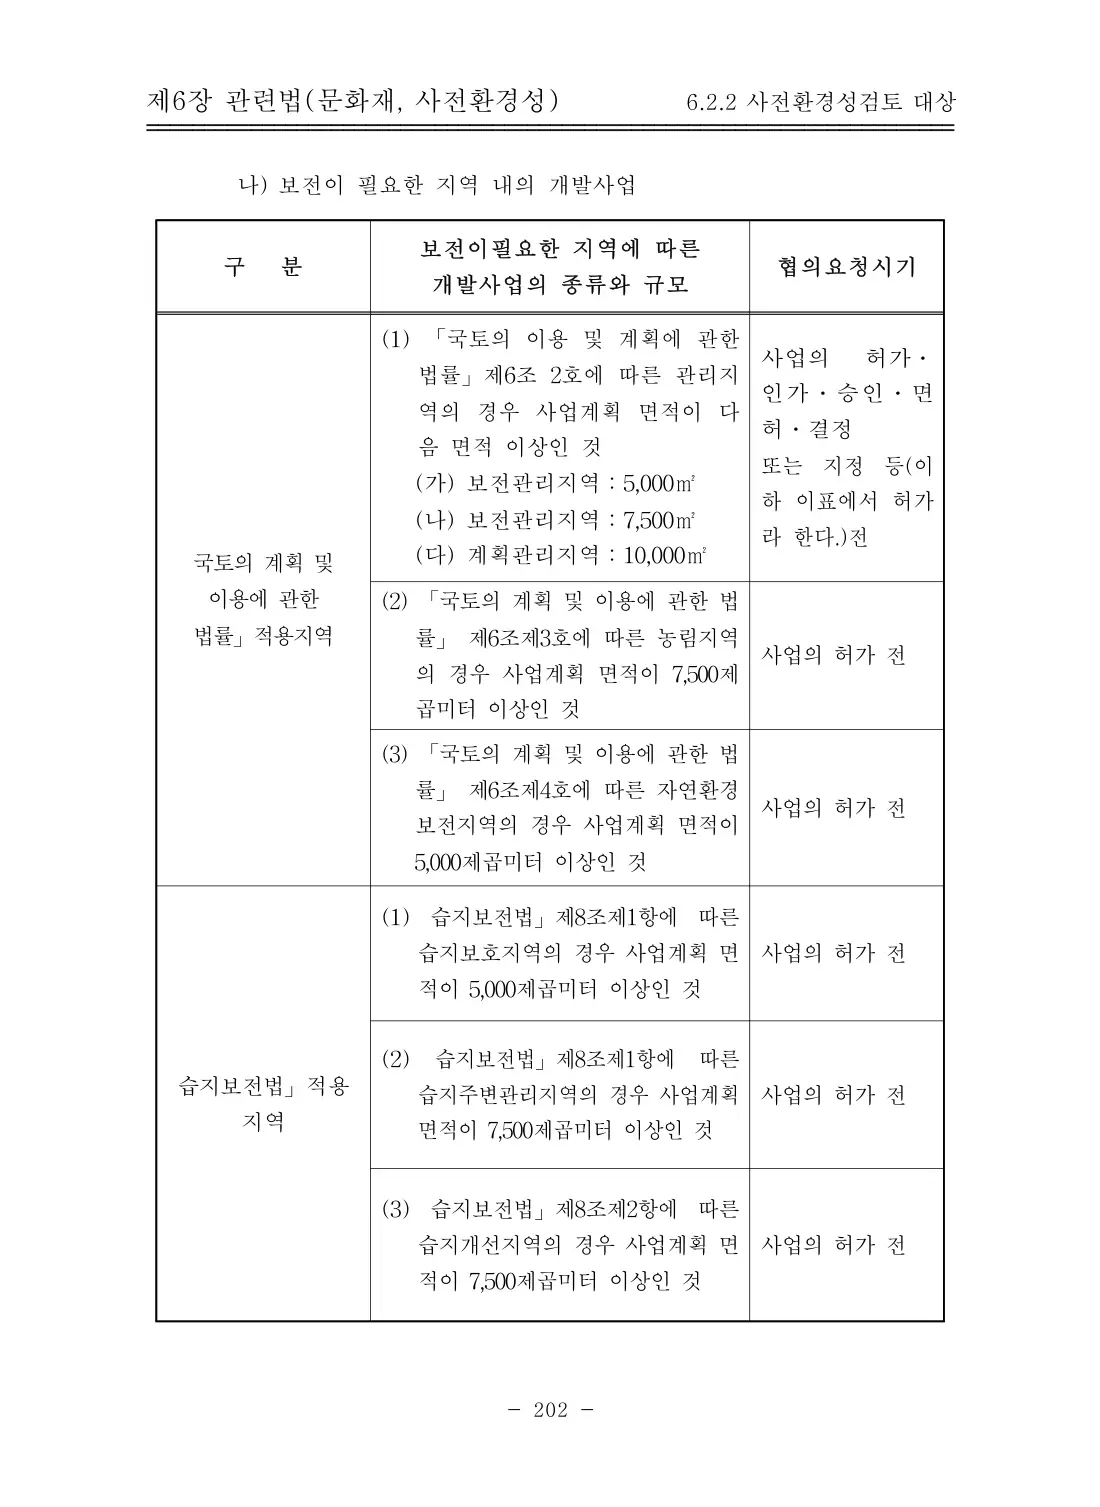 제6장 관련법(문화재, 사전환경성)
6.2.2 사전환경성검토 대상
나) 보전이 필요한 지역 내의 개발사업
구 분
보전이필요한 지역에 따른
개발사업의 종류와 규모
협의요청시기
국토의 계획 및
이용에 관한
법률」적용지역
(1) 「국토의 이용 및 계획에 관한
법률」제6조 2호에 따른 관리지
역의 경우 사업계획 면적이 다
음 면적 이상인 것
(가) 보전관리지역 : 5,000㎡
(나) 보전관리지역 : 7,500㎡
(다) 계획관리지역 : 10,000㎡
사업의 허가·
인가·승인·면
허·결정
또는 지정 등(이
하 이표에서 허가
라 한다.)전
(2) 「국토의 계획 및 이용에 관한 법
률」 제6조제3호에 따른 농림지역
의 경우 사업계획 면적이 7,500제
곱미터 이상인 것
사업의 허가 전
(3) 「국토의 계획 및 이용에 관한 법
률」 제6조제4호에 따른 자연환경
보전지역의 경우 사업계획 면적이
5,000제곱미터 이상인 것
사업의 허가 전
습지보전법」적용
지역
(1) 습지보전법」제8조제1항에 따른
습지보호지역의 경우 사업계획 면
적이 5,000제곱미터 이상인 것
사업의 허가 전
(2) 습지보전법」제8조제1항에 따른
습지주변관리지역의 경우 사업계획
면적이 7,500제곱미터 이상인 것
사업의 허가 전
(3) 습지보전법」제8조제2항에 따른
습지개선지역의 경우 사업계획 면
적이 7,500제곱미터 이상인 것
사업의 허가 전
- 202 -